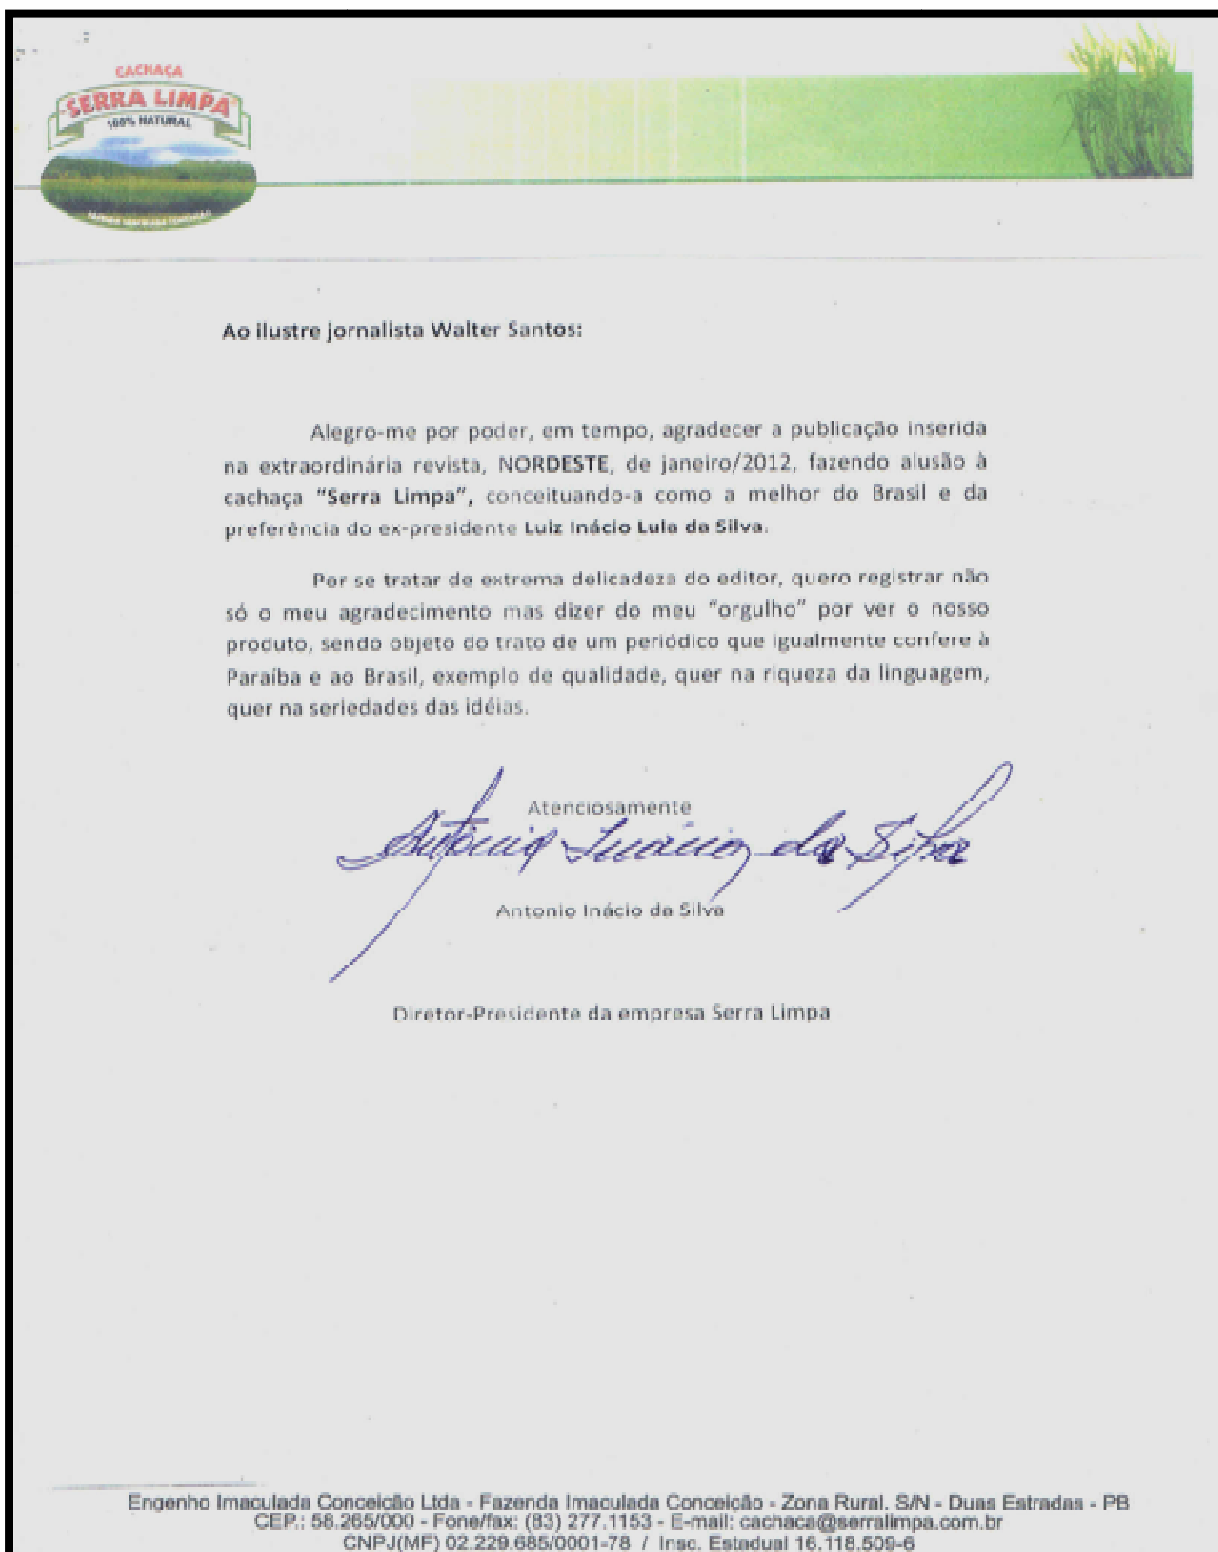 CACHAÇA
SERRA LIMPA
100% NATURAL
Ao ilustre jornalista Walter Santos:
Alegro-me por poder, em tempo, agradecer a publicação inserida
na extraordinária revista, NORDESTE, de janeiro/2012, fazendo alusão à
cachaça "Serra Limpa", conceituando-a como a melhor do Brasil e da
preferência do ex-presidente Luiz Inácio Lula da Silva.
Por se tratar de extrema delicadeza do editor, quero registrar não
só o meu agradecimento mas dizer do meu "orgulho" por ver o nosso
produto, sendo objeto do trato de um periódico que igualmente confere à
Paraíba e ao Brasil, exemplo de qualidade, quer na riqueza da linguagem,
quer na seriedades das idéias.
Atenciosamente
Antônio Inácio da Silva
Antonio Inácio da Silva
Diretor-Presidente da empresa Serra Limpa
Engenho Imaculada Conceição Ltda - Fazenda Imaculada Conceição - Zona Rural. S/N - Duas Estradas - PB
CEP.: 58.265/000 - Fone/fax: (83) 277.1153 - E-mail: cachaca@serralimpa.com.br
CNPJ(MF) 02.229.685/0001-78 / Insc. Estadual 16.118.509-6